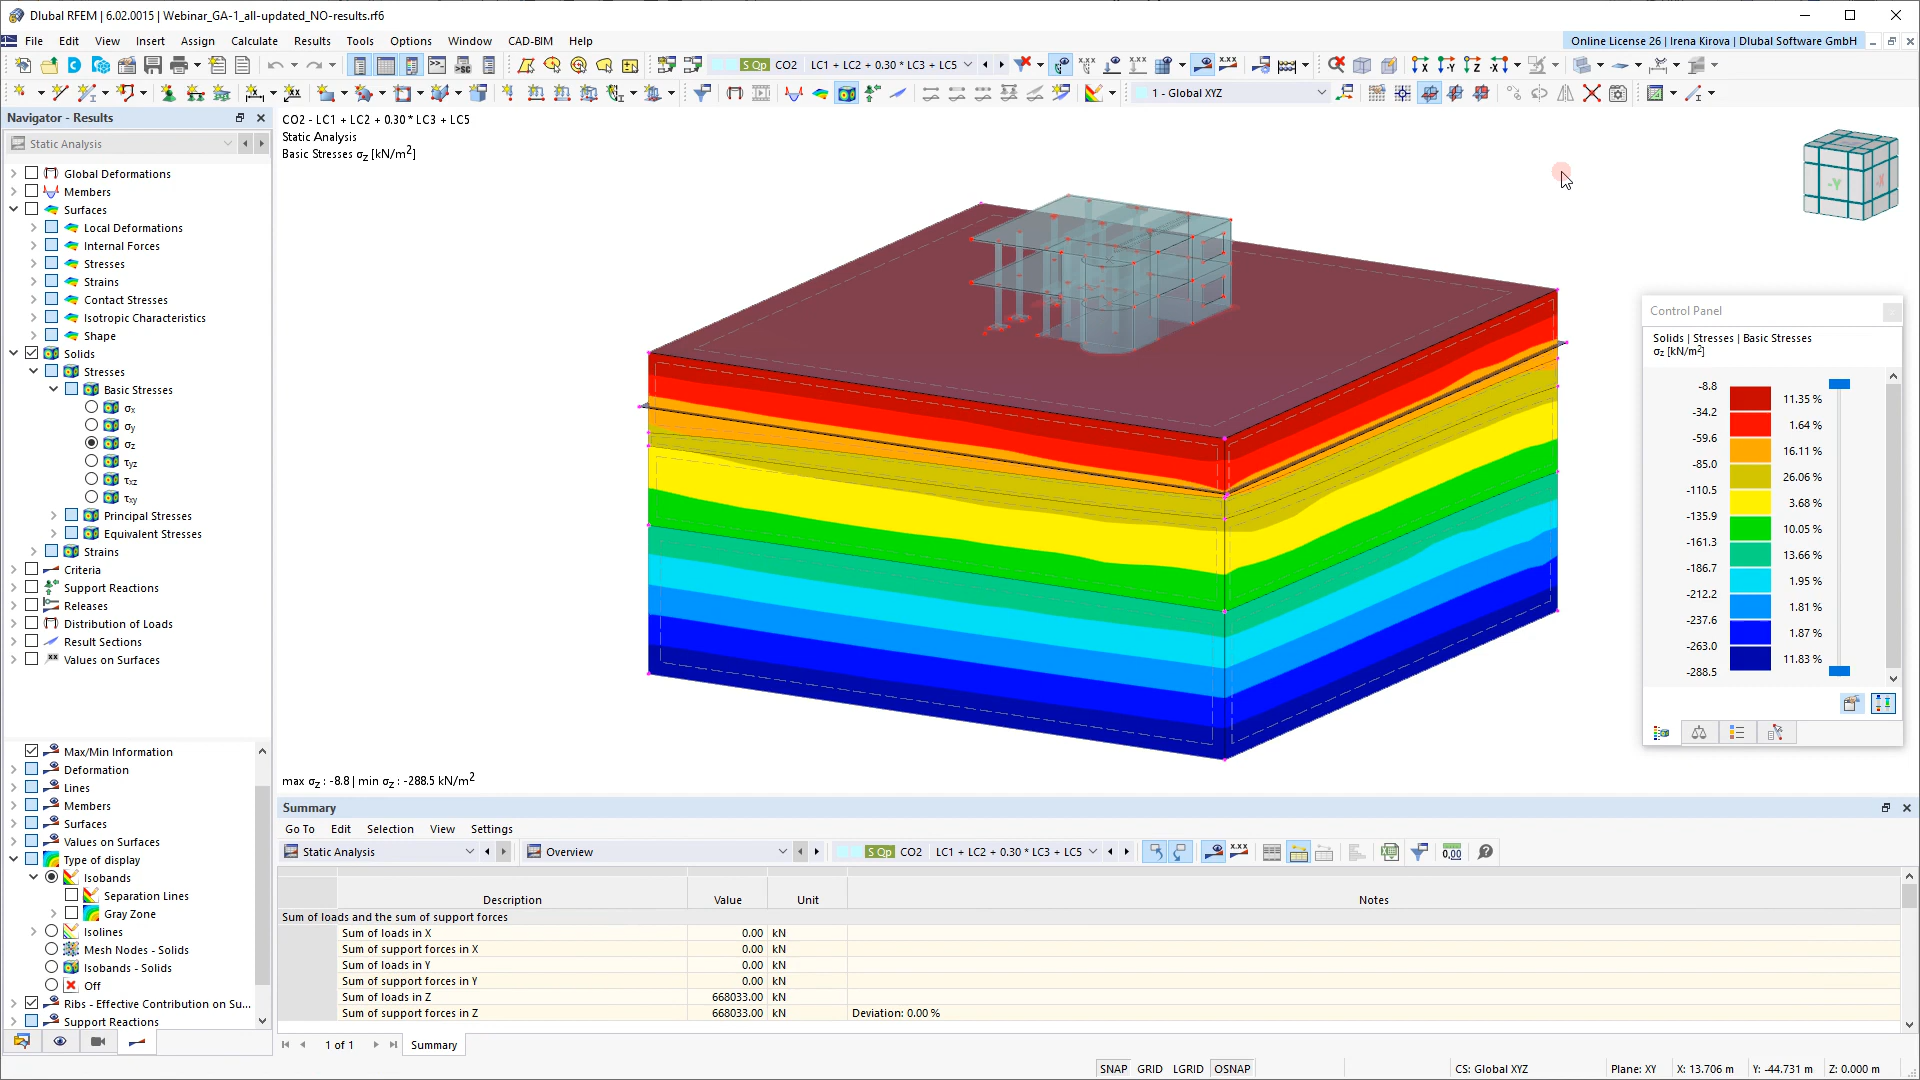 Dlubal RFEM | 6.02.0015 | Webinar_GA-1_all-updated_NO-results.rf6
File Edit View Insert Assign Calculate Results Tools Options Window CAD-BIM Help
Online License 26 | Irena Kirova | Dlubal Software GmbH
S Qp CO2 LC1 + LC2 + 0.30 * LC3 + LC5
1 - Global XYZ
Navigator - Results
Static Analysis
Global Deformations
Members
Surfaces
Local Deformations
Internal Forces
Stresses
Strains
Contact Stresses
Isotropic Characteristics
Shape
Solids
Stresses
Basic Stresses
σx
σy
σz
τyz
τxz
τxy
Principal Stresses
Equivalent Stresses
Strains
Criteria
Support Reactions
Releases
Distribution of Loads
Result Sections
Values on Surfaces
Max/Min Information
Deformation
Lines
Members
Surfaces
Values on Surfaces
Type of display
Isobands
Separation Lines
Gray Zone
Isolines
Mesh Nodes - Solids
Isobands - Solids
Off
Ribs - Effective Contribution on Su...
Support Reactions
CO2 - LC1 + LC2 + 0.30 * LC3 + LC5
Static Analysis
Basic Stresses σz [kN/m2]
-Y
-X
Control Panel
Solids | Stresses | Basic Stresses
σz [kN/m2]
-8.8
11.35 %
-34.2
1.64 %
-59.6
16.11 %
-85.0
26.06 %
-110.5
3.68 %
-135.9
10.05 %
-161.3
13.66 %
-186.7
1.95 %
-212.2
1.81 %
-237.6
1.87 %
-263.0
11.83 %
-288.5
max σz : -8.8 | min σz : -288.5 kN/m2
Summary
Go To Edit Selection View Settings
Static Analysis Overview S Qp CO2 LC1 + LC2 + 0.30 * LC3 + LC5
Description Value Unit Notes
Sum of loads and the sum of support forces
Sum of loads in X 0.00 kN
Sum of support forces in X 0.00 kN
Sum of loads in Y 0.00 kN
Sum of support forces in Y 0.00 kN
Sum of loads in Z 668033.00 kN
Sum of support forces in Z 668033.00 kN Deviation: 0.00 %
1 of 1 Summary
SNAP GRID LGRID OSNAP CS: Global XYZ Plane: XY X: 13.706 m Y: -44.731 m Z: 0.000 m